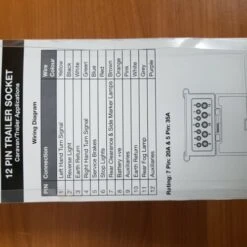 12 PIN TRAILER SOCKET
Caravan/Trailer Applications
Wiring Diagram
PIN Connection Wire Colour
1 Left Hand Turn Signal Yellow
2 Reverse Light Black
3 Earth Return White
4 Right Hand Turn Signal Green
5 Service Brakes Blue
6 Stop Lights Red
7 Rear Clearance & Side Marker Lamps Brown
8 Battery +ve Orange
9 Auxiliaries Pink
10 Earth Return White
11 Rear Fog Lamp Grey
12 Auxiliaries Purple
Rating: 7 Pin: 20A & 5 Pin: 35A